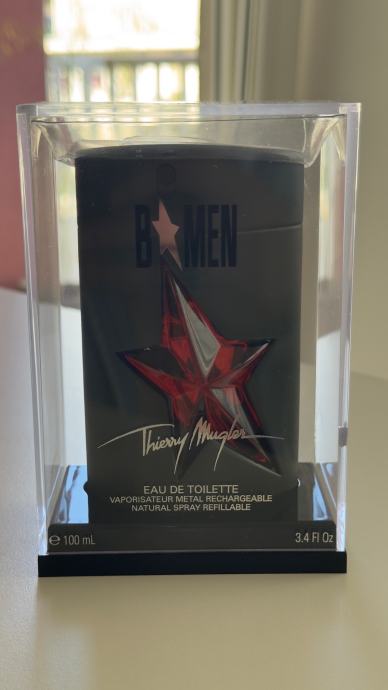 B★MEN
Thierry Mugler
EAU DE TOILETTE
VAPORISATEUR METAL RECHARGEABLE
NATURAL SPRAY REFILLABLE
℮ 100 mL 3.4 Fl Oz